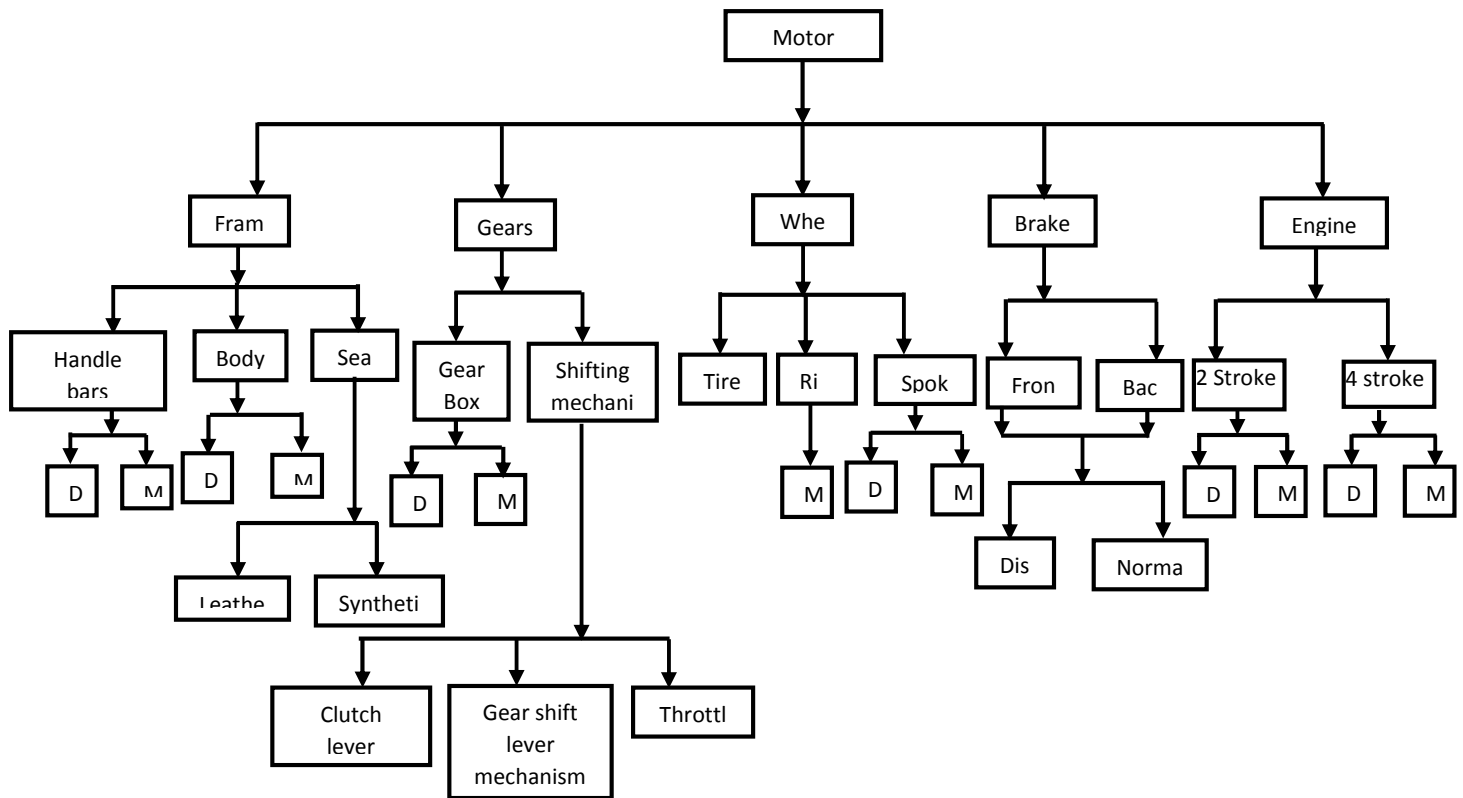 Motor
Fram
Gears
Whe
Brake
Engine
Handle
bars
Body
Sea
Gear
Box
Shifting
mechani
Tire
Ri
Spok
Fron
Bac
2 Stroke
4 stroke
D
M
D
M
D
M
M
D
M
D
M
D
M
Dis
Norma
Leathe
Syntheti
Clutch
lever
Gear shift
lever
mechanism
Throttl